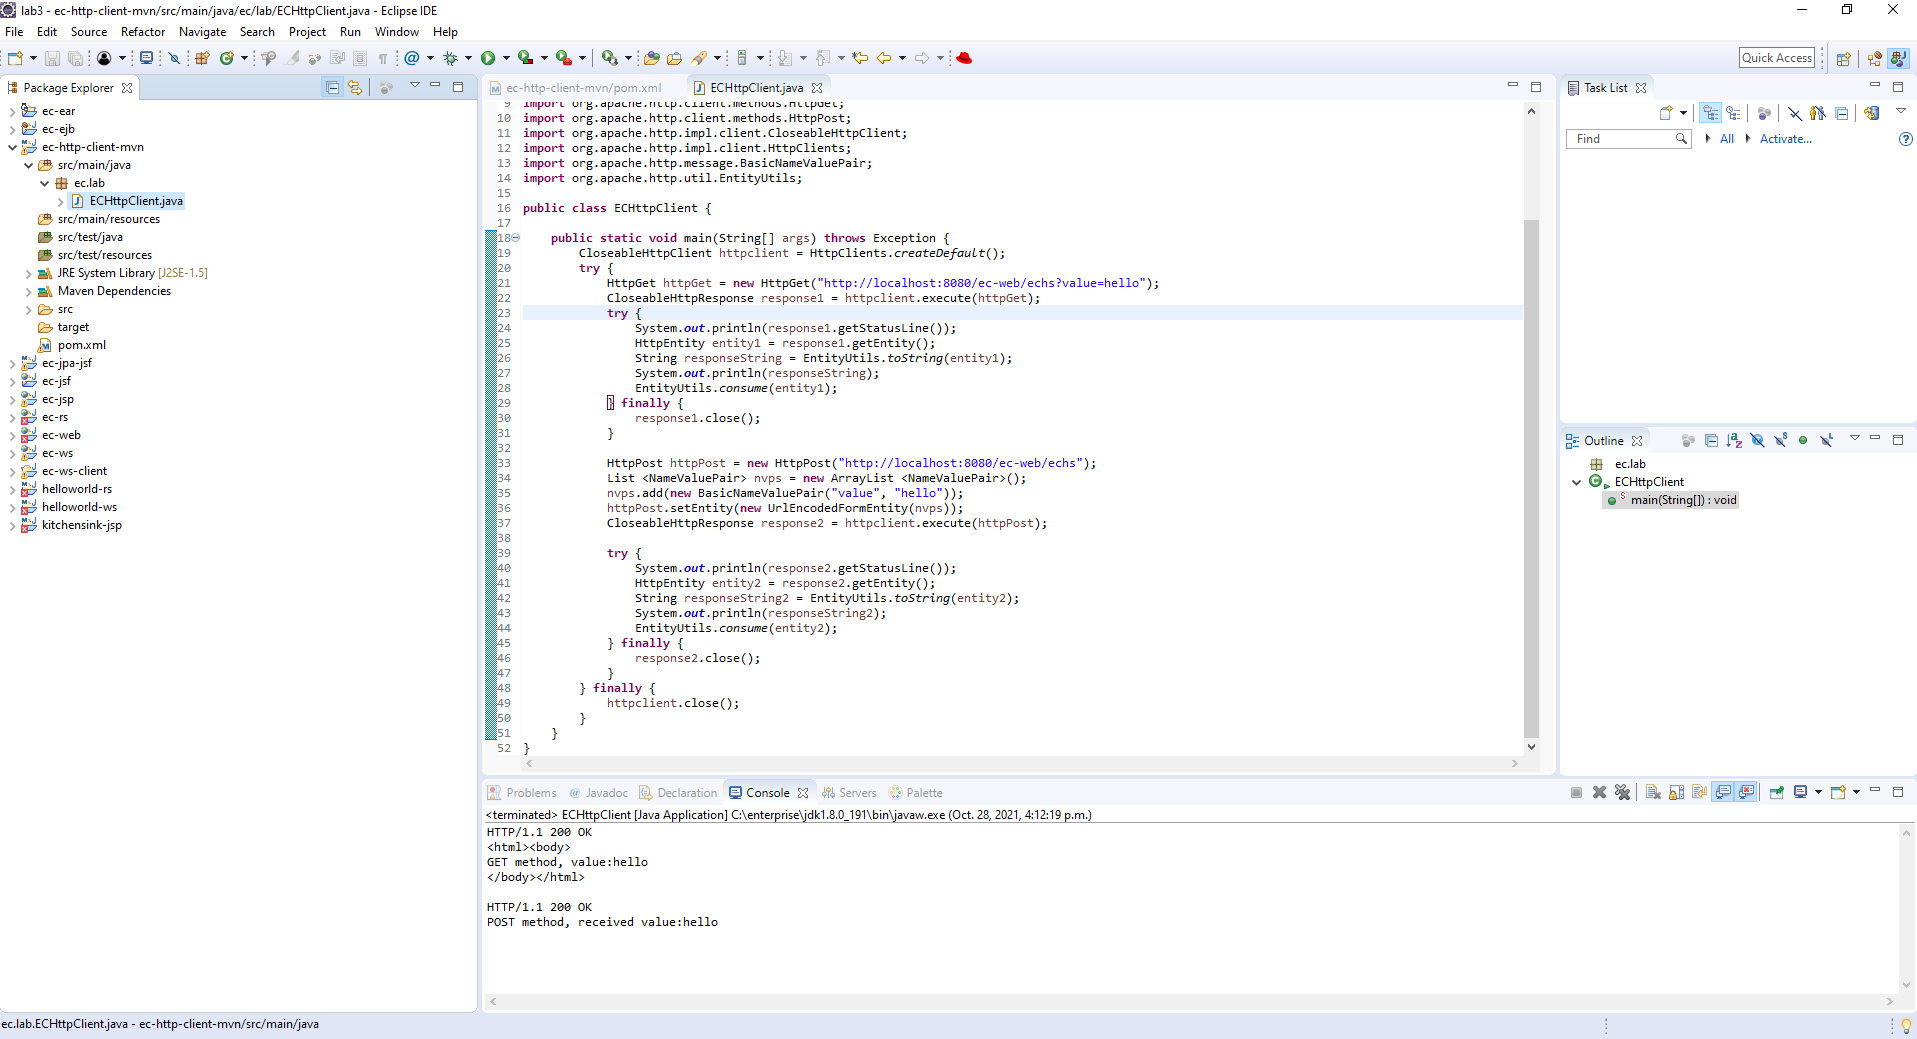 lab3 - ec-http-client-mvn/src/main/java/ec/lab/ECHttpClient.java - Eclipse IDE
File Edit Source Refactor Navigate Search Project Run Window Help
Quick Access
Package Explorer
ec-ear
ec-ejb
ec-http-client-mvn
src/main/java
ec.lab
ECHttpClient.java
src/main/resources
src/test/java
src/test/resources
JRE System Library [J2SE-1.5]
Maven Dependencies
src
target
pom.xml
ec-jpa-jsf
ec-jsf
ec-jsp
ec-rs
ec-web
ec-ws
ec-ws-client
helloworld-rs
helloworld-ws
kitchensink-jsp
ec-http-client-mvn/pom.xml ECHttpClient.java
9 import org.apache.http.client.methods.HttpGet;
10 import org.apache.http.client.methods.HttpPost;
11 import org.apache.http.impl.client.CloseableHttpClient;
12 import org.apache.http.impl.client.HttpClients;
13 import org.apache.http.message.BasicNameValuePair;
14 import org.apache.http.util.EntityUtils;
15
16 public class ECHttpClient {
17
18 public static void main(String[] args) throws Exception {
19 CloseableHttpClient httpclient = HttpClients.createDefault();
20 try {
21 HttpGet httpGet = new HttpGet("http://localhost:8080/ec-web/echs?value=hello");
22 CloseableHttpResponse response1 = httpclient.execute(httpGet);
23 try {
24 System.out.println(response1.getStatusLine());
25 HttpEntity entity1 = response1.getEntity();
26 String responseString = EntityUtils.toString(entity1);
27 System.out.println(responseString);
28 EntityUtils.consume(entity1);
29 } finally {
30 response1.close();
31 }
32
33 HttpPost httpPost = new HttpPost("http://localhost:8080/ec-web/echs");
34 List <NameValuePair> nvps = new ArrayList <NameValuePair>();
35 nvps.add(new BasicNameValuePair("value", "hello"));
36 httpPost.setEntity(new UrlEncodedFormEntity(nvps));
37 CloseableHttpResponse response2 = httpclient.execute(httpPost);
38
39 try {
40 System.out.println(response2.getStatusLine());
41 HttpEntity entity2 = response2.getEntity();
42 String responseString2 = EntityUtils.toString(entity2);
43 System.out.println(responseString2);
44 EntityUtils.consume(entity2);
45 } finally {
46 response2.close();
47 }
48 } finally {
49 httpclient.close();
50 }
51 }
52 }
Task List
Find All Activate...
Outline
ec.lab
ECHttpClient
main(String[]) : void
Problems Javadoc Declaration Console Servers Palette
<terminated> ECHttpClient [Java Application] C:\enterprise\jdk1.8.0_191\bin\javaw.exe (Oct. 28, 2021, 4:12:19 p.m.)
HTTP/1.1 200 OK
<html><body>
GET method, value:hello
</body></html>
HTTP/1.1 200 OK
POST method, received value:hello
ec.lab.ECHttpClient.java - ec-http-client-mvn/src/main/java